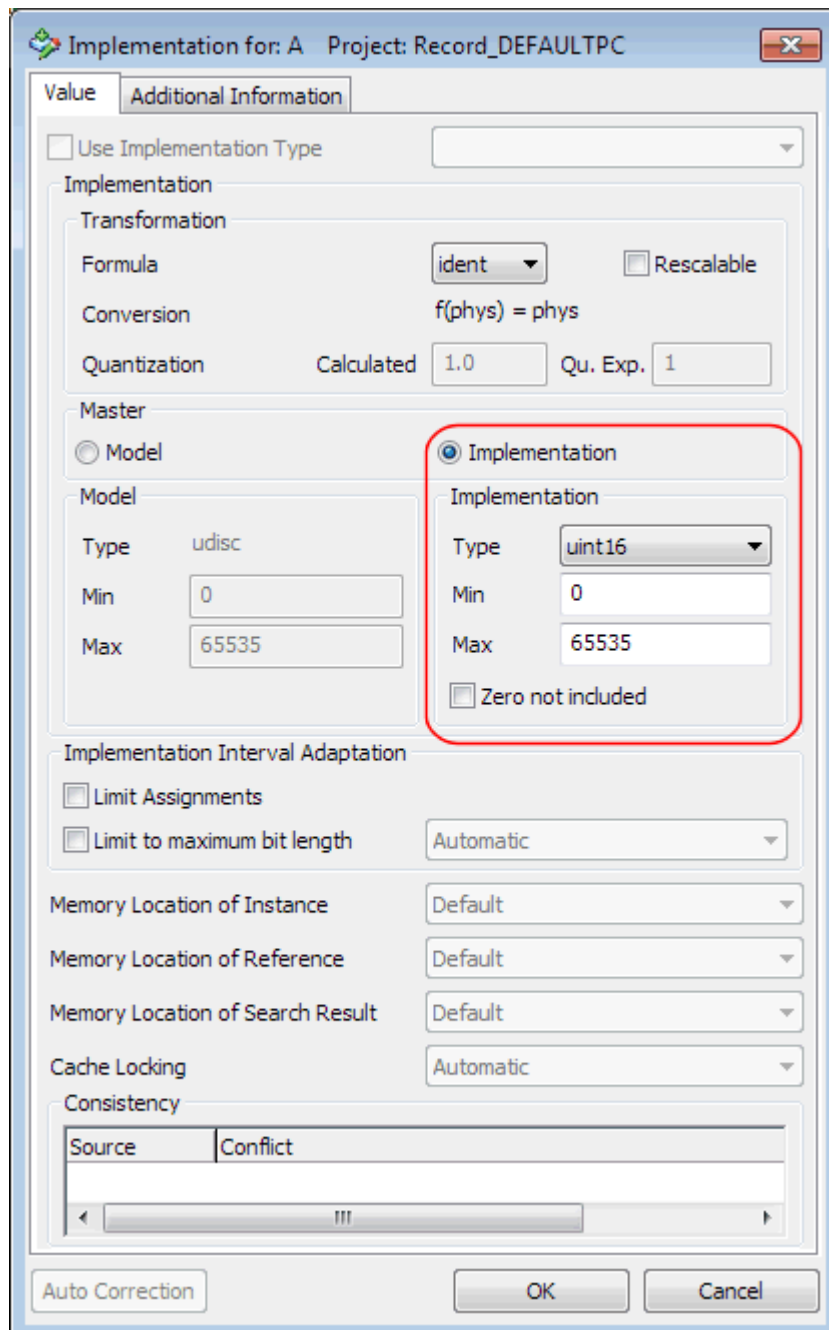 Implementation for: A Project: Record_DEFAULTPC
Value Additional Information
Use Implementation Type
Implementation
Transformation
Formula ident Rescalable
Conversion f(phys) = phys
Quantization Calculated 1.0 Qu. Exp. 1
Master
Model Implementation
Model Implementation
Type udisc Type uint16
Min 0 Min 0
Max 65535 Max 65535
Zero not included
Implementation Interval Adaptation
Limit Assignments
Limit to maximum bit length Automatic
Memory Location of Instance Default
Memory Location of Reference Default
Memory Location of Search Result Default
Cache Locking Automatic
Consistency
Source Conflict
Auto Correction OK Cancel